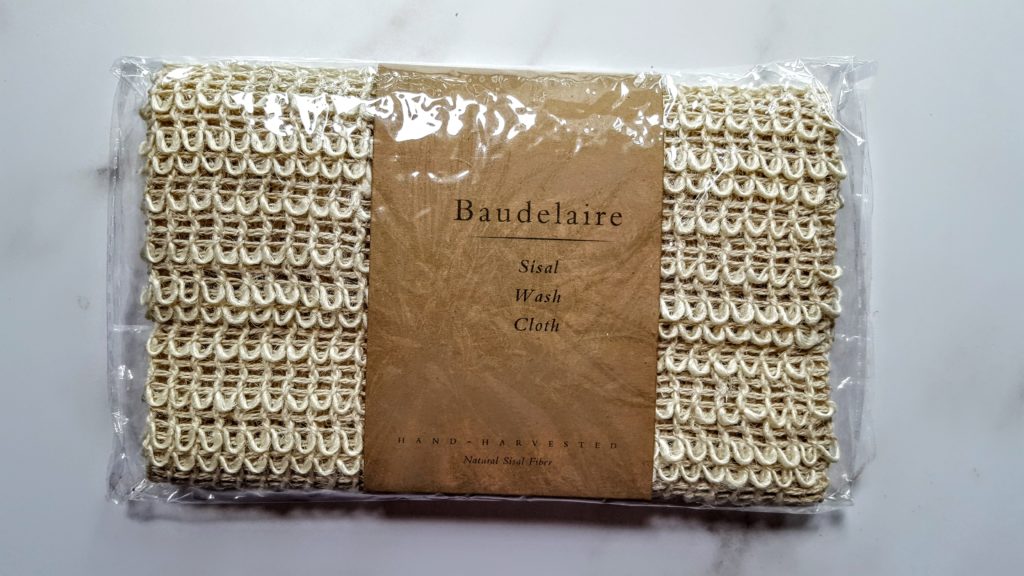 Baudelaire
Sisal
Wash
Cloth
HAND-HARVESTED
Natural Sisal Fiber